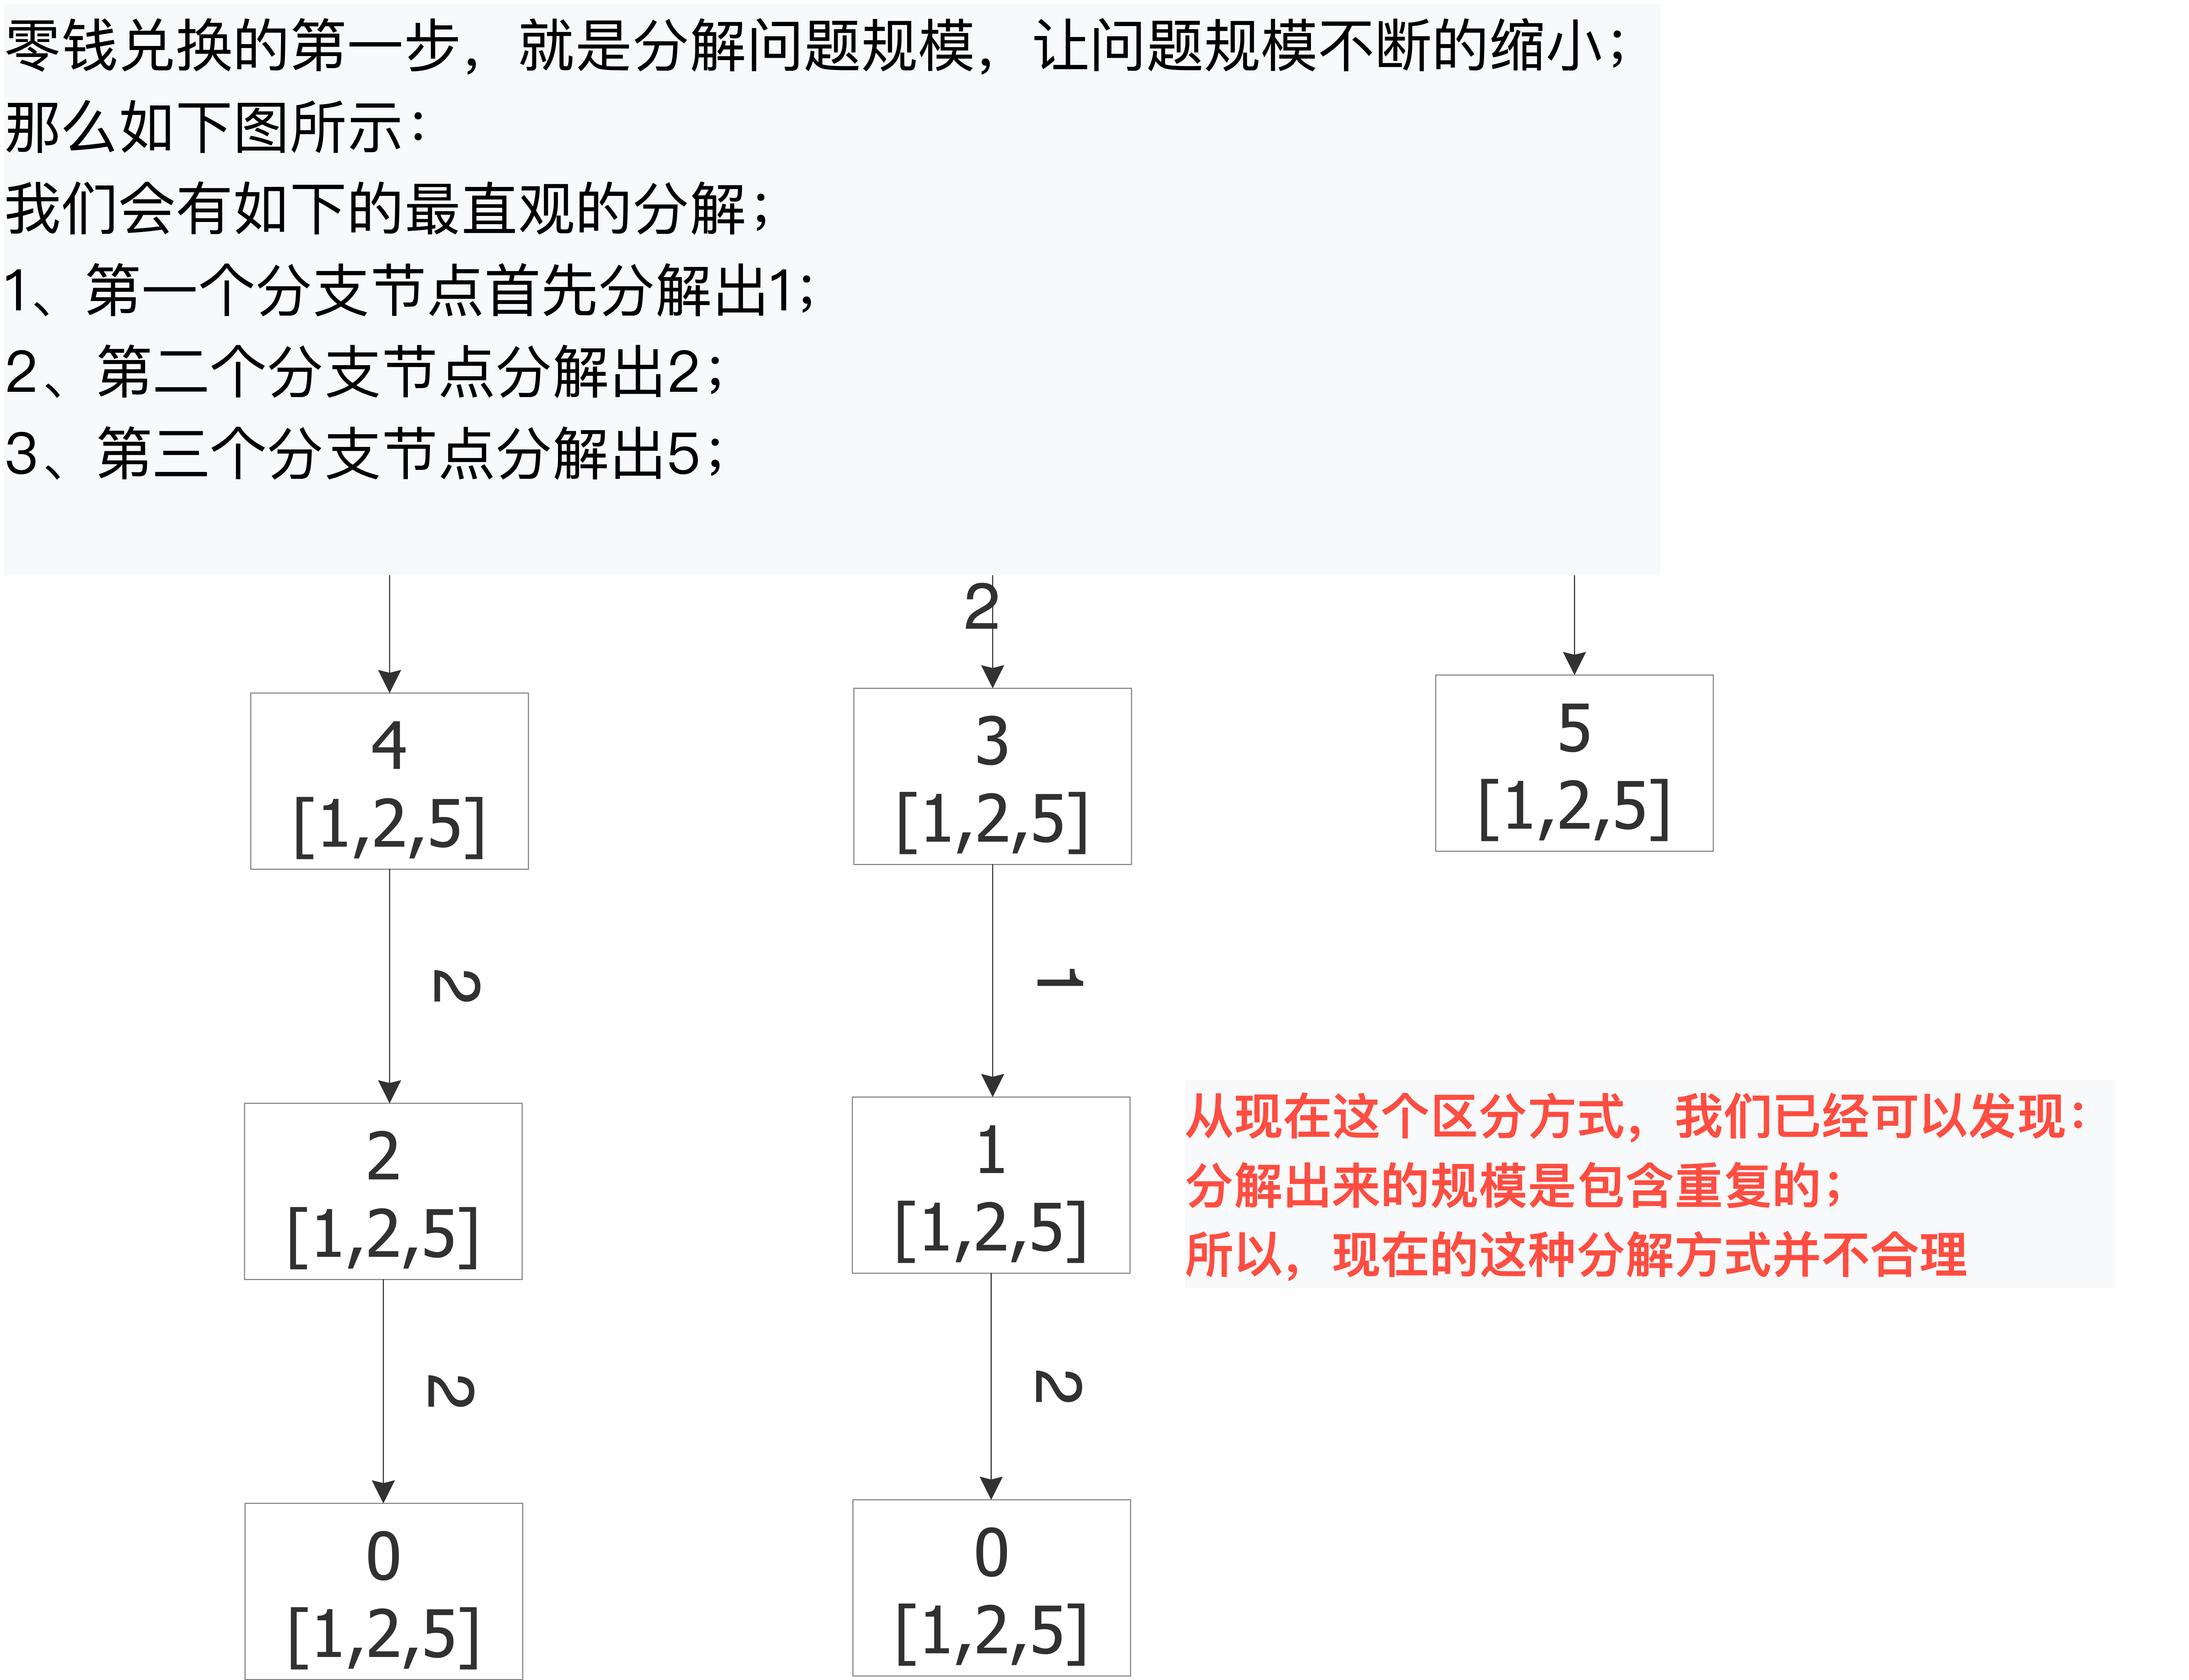 零钱兑换的第一步，就是分解问题规模，让问题规模不断的缩小；
那么如下图所示：
我们会有如下的最直观的分解；
1、第一个分支节点首先分解出1；
2、第二个分支节点分解出2；
3、第三个分支节点分解出5；
2
4
[1,2,5]
3
[1,2,5]
5
[1,2,5]
2
1
2
[1,2,5]
1
[1,2,5]
从现在这个区分方式，我们已经可以发现：
分解出来的规模是包含重复的；
所以，现在的这种分解方式并不合理
2
2
0
[1,2,5]
0
[1,2,5]